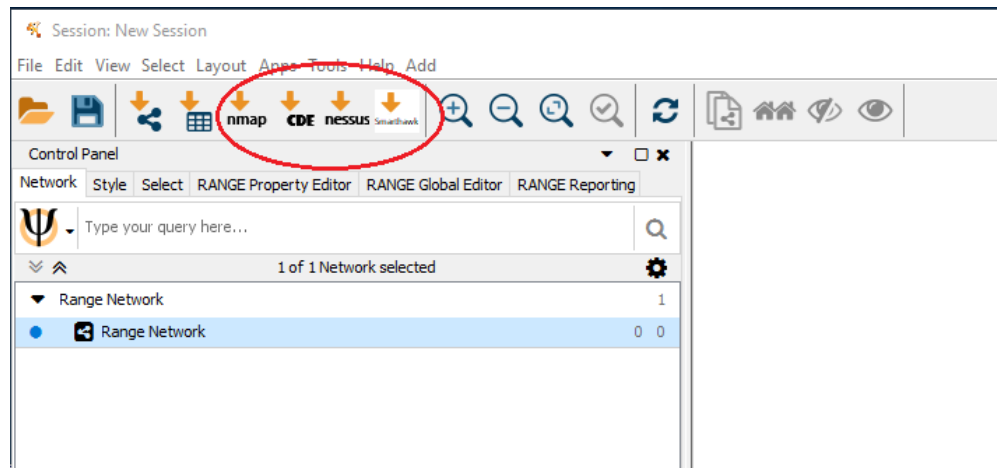 Session: New Session
File Edit View Select Layout Apps Tools Help Add
nmap CDE nessus Smarthawk
Control Panel
Network Style Select RANGE Property Editor RANGE Global Editor RANGE Reporting
Type your query here...
1 of 1 Network selected
Range Network 1
Range Network 0 0